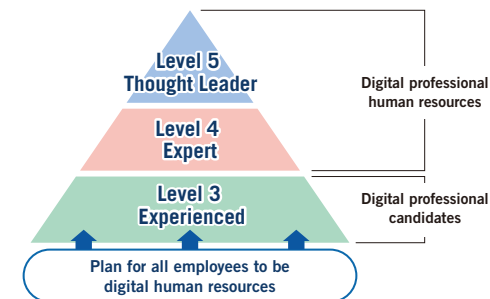 Level 5
Thought Leader
Digital professional
human resources
Level 4
Expert
Level 3
Experienced
Digital professional
candidates
Plan for all employees to be
digital human resources